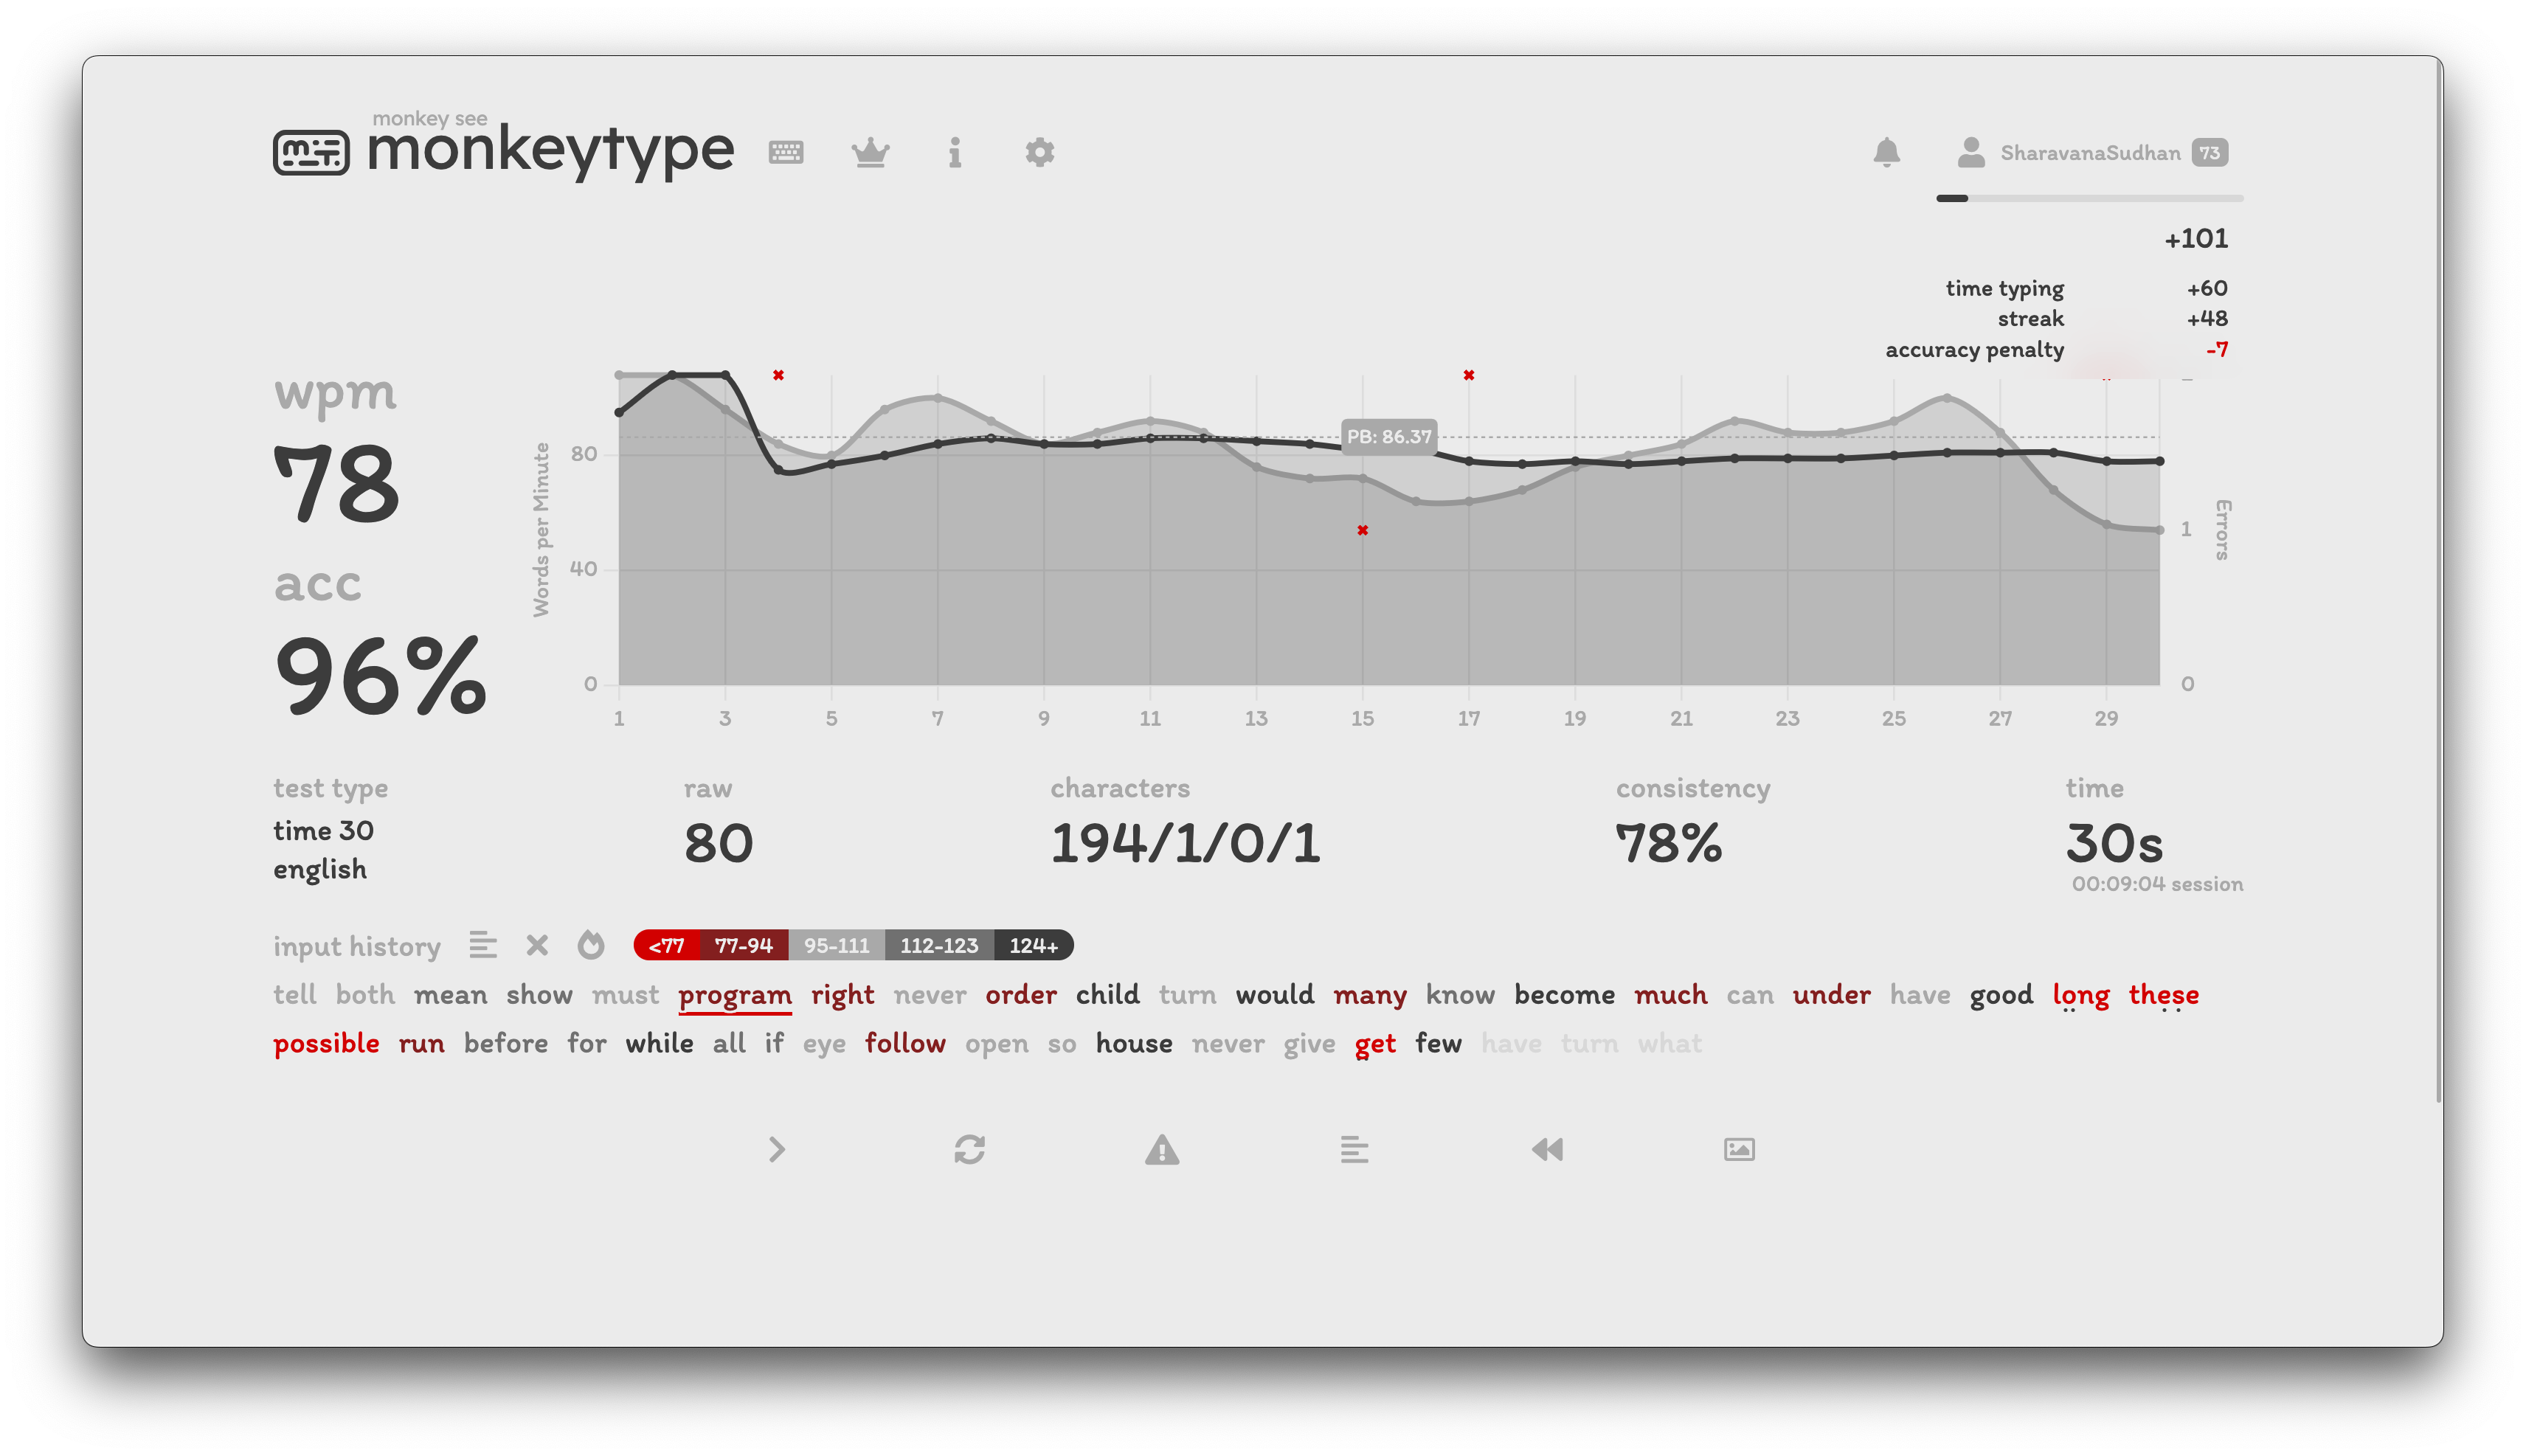 monkey see
monkeytype
SharavanaSudhan 73
+101
time typing +60
streak +48
accuracy penalty -7
wpm
78
acc
96%
Words per Minute
80
40
0
PB: 86.37
1 3 5 7 9 11 13 15 17 19 21 23 25 27 29
1
0
Errors
test type
time 30
english
raw
80
characters
194/1/0/1
consistency
78%
time
30s
00:09:04 session
input history <77 77-94 95-111 112-123 124+
tell both mean show must program right never order child turn would many know become much can under have good long these
possible run before for while all if eye follow open so house never give get few have turn what